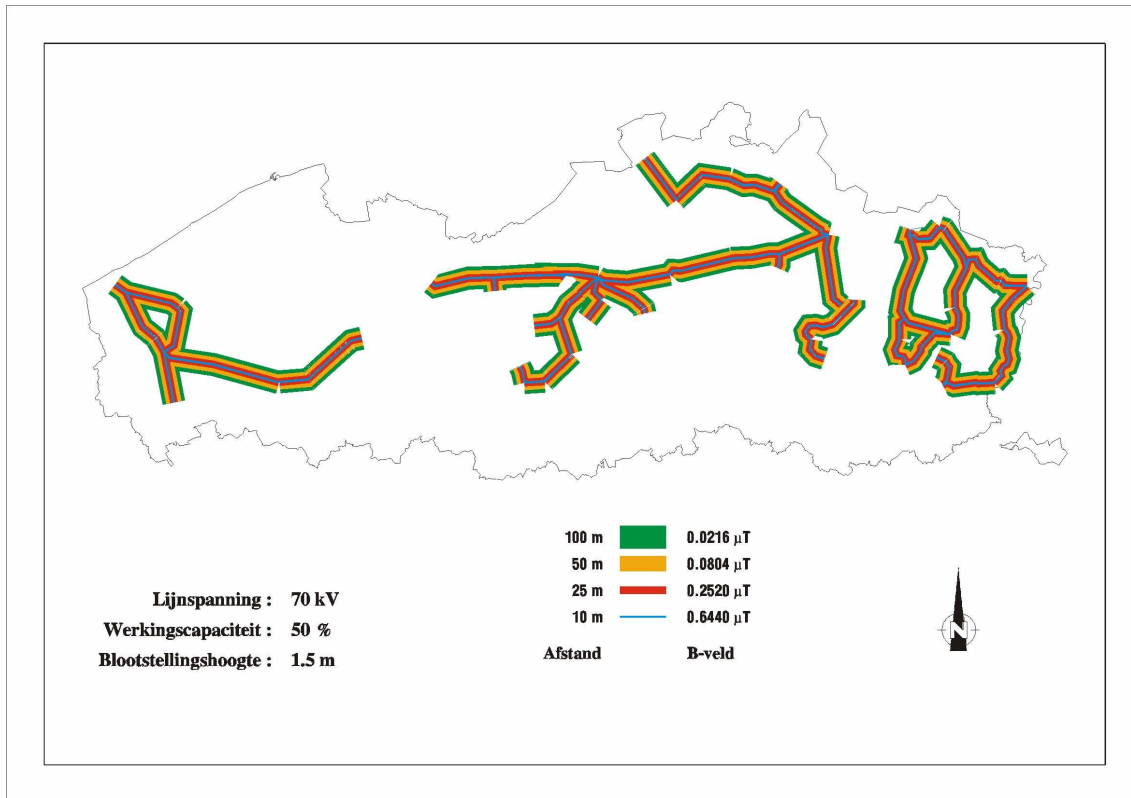 100 m 0.0216 µT
50 m 0.0804 µT
25 m 0.2520 µT
10 m 0.6440 µT
Afstand B-veld
Lijnspanning : 70 kV
Werkingscapaciteit : 50 %
Blootstellingshoogte : 1.5 m
N